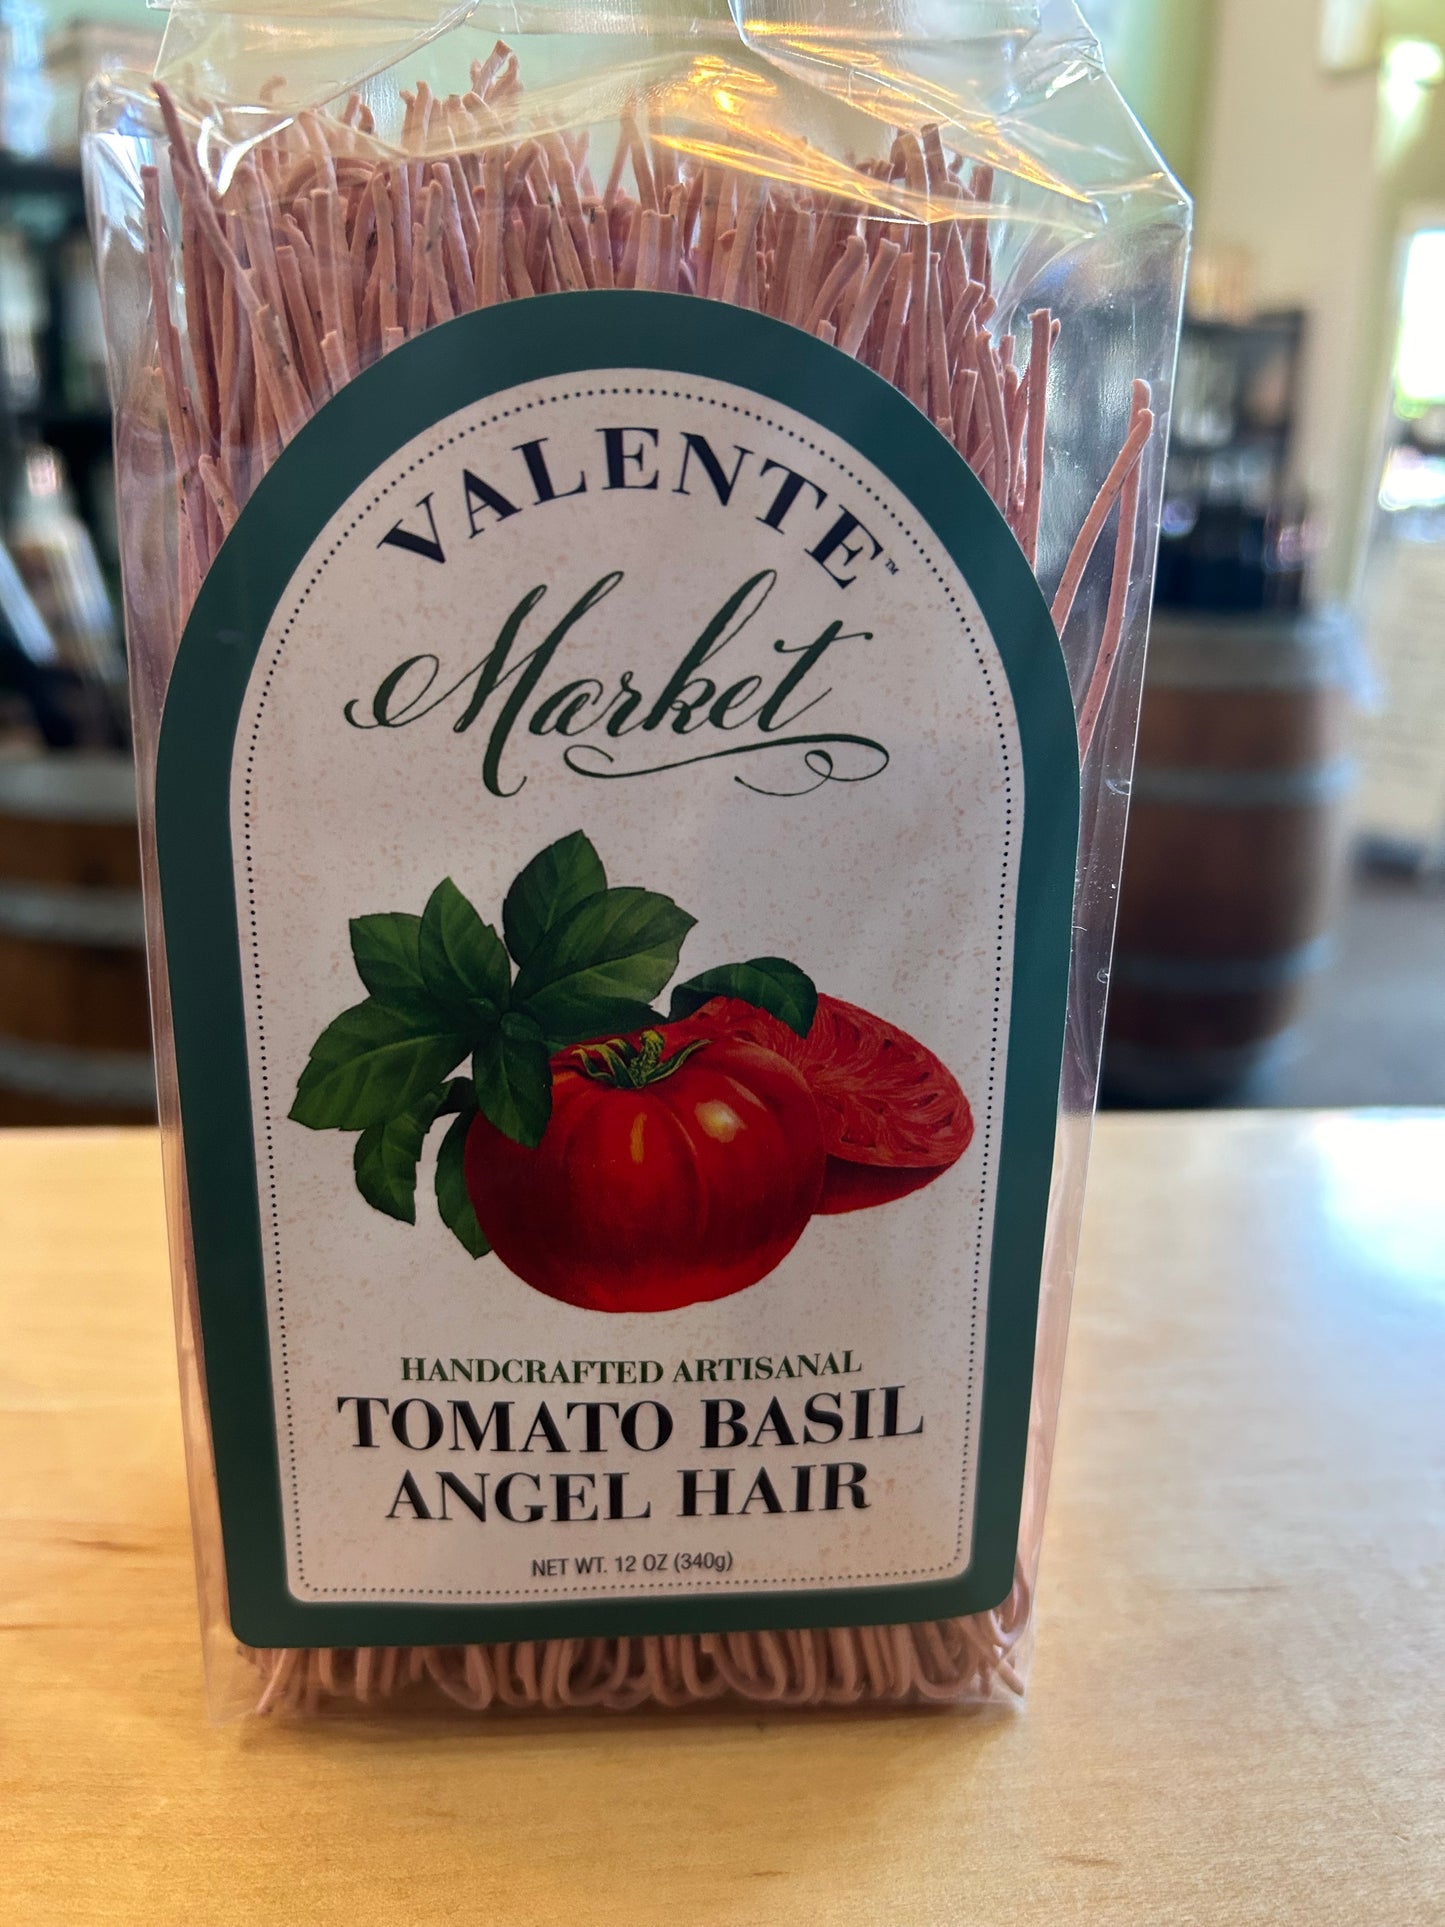 VALENTE™
Market
HANDCRAFTED ARTISANAL
TOMATO BASIL
ANGEL HAIR
NET WT. 12 OZ (340g)